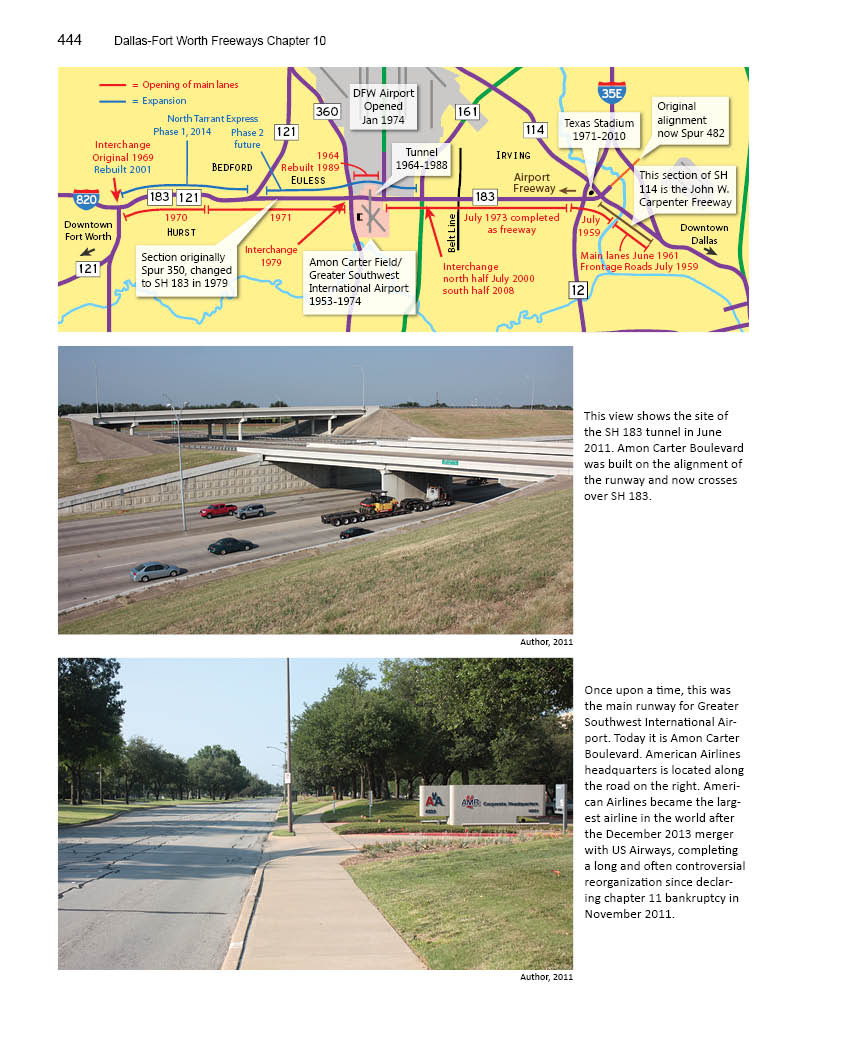 444 Dallas-Fort Worth Freeways Chapter 10
= Opening of main lanes
= Expansion
North Tarrant Express
Phase 1, 2014
Phase 2
future
121
360
DFW Airport
Opened
Jan 1974
161
114
35E
Texas Stadium
1971-2010
Original
alignment
now Spur 482
Interchange
Original 1969
Rebuilt 2001
BEDFORD
EULESS
1964
Rebuilt 1989
Tunnel
1964-1988
IRVING
Airport
Freeway
This section of SH
114 is the John W.
Carpenter Freeway
820
183
121
183
Downtown
Fort Worth
121
1970
HURST
1971
Belt Line
July 1973 completed
as freeway
July
1959
Downtown
Dallas
Section originally
Spur 350, changed
to SH 183 in 1979
Interchange
1979
Amon Carter Field/
Greater Southwest
International Airport
1953-1974
Interchange
north half July 2000
south half 2008
Main lanes June 1961
Frontage Roads July 1959
12
This view shows the site of
the SH 183 tunnel in June
2011. Amon Carter Boulevard
was built on the alignment of
the runway and now crosses
over SH 183.
Author, 2011
Once upon a time, this was
the main runway for Greater
Southwest International Air-
port. Today it is Amon Carter
Boulevard. American Airlines
headquarters is located along
the road on the right. Ameri-
can Airlines became the larg-
est airline in the world after
the December 2013 merger
with US Airways, completing
a long and often controversial
reorganization since declar-
ing chapter 11 bankruptcy in
November 2011.
AA
AMR Corporate Headquarters
Author, 2011